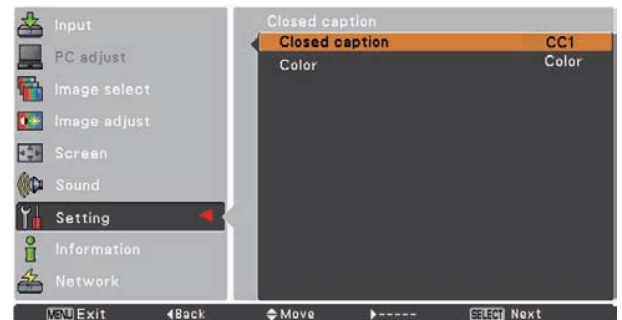 Input
PC adjust
Image select
Image adjust
Screen
Sound
Setting
Information
Network
Closed caption
Closed caption CC1
Color Color
MENU Exit Back Move ----- SELECT Next